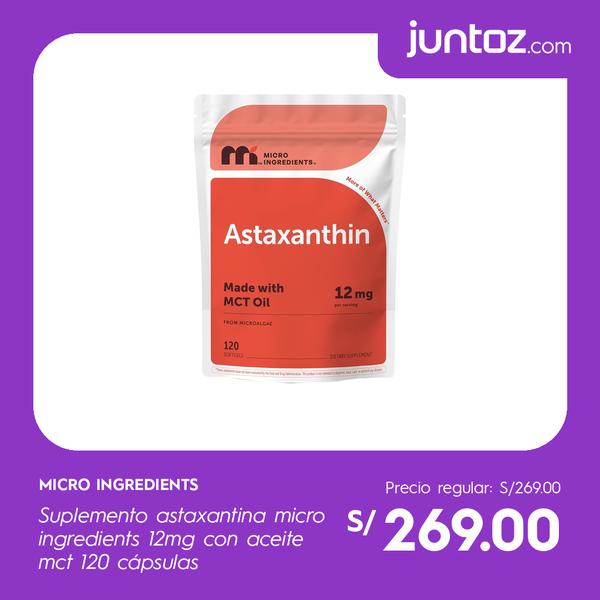 juntoz.com
MICRO
INGREDIENTS
More of What Matters
Astaxanthin
Made with
MCT Oil
12 mg
per serving
FROM MICROALGAE
120
SOFTGELS
DIETARY SUPPLEMENT
MICRO INGREDIENTS
Suplemento astaxantina micro
ingredients 12mg con aceite
mct 120 cápsulas
Precio regular: S/269.00
S/ 269.00